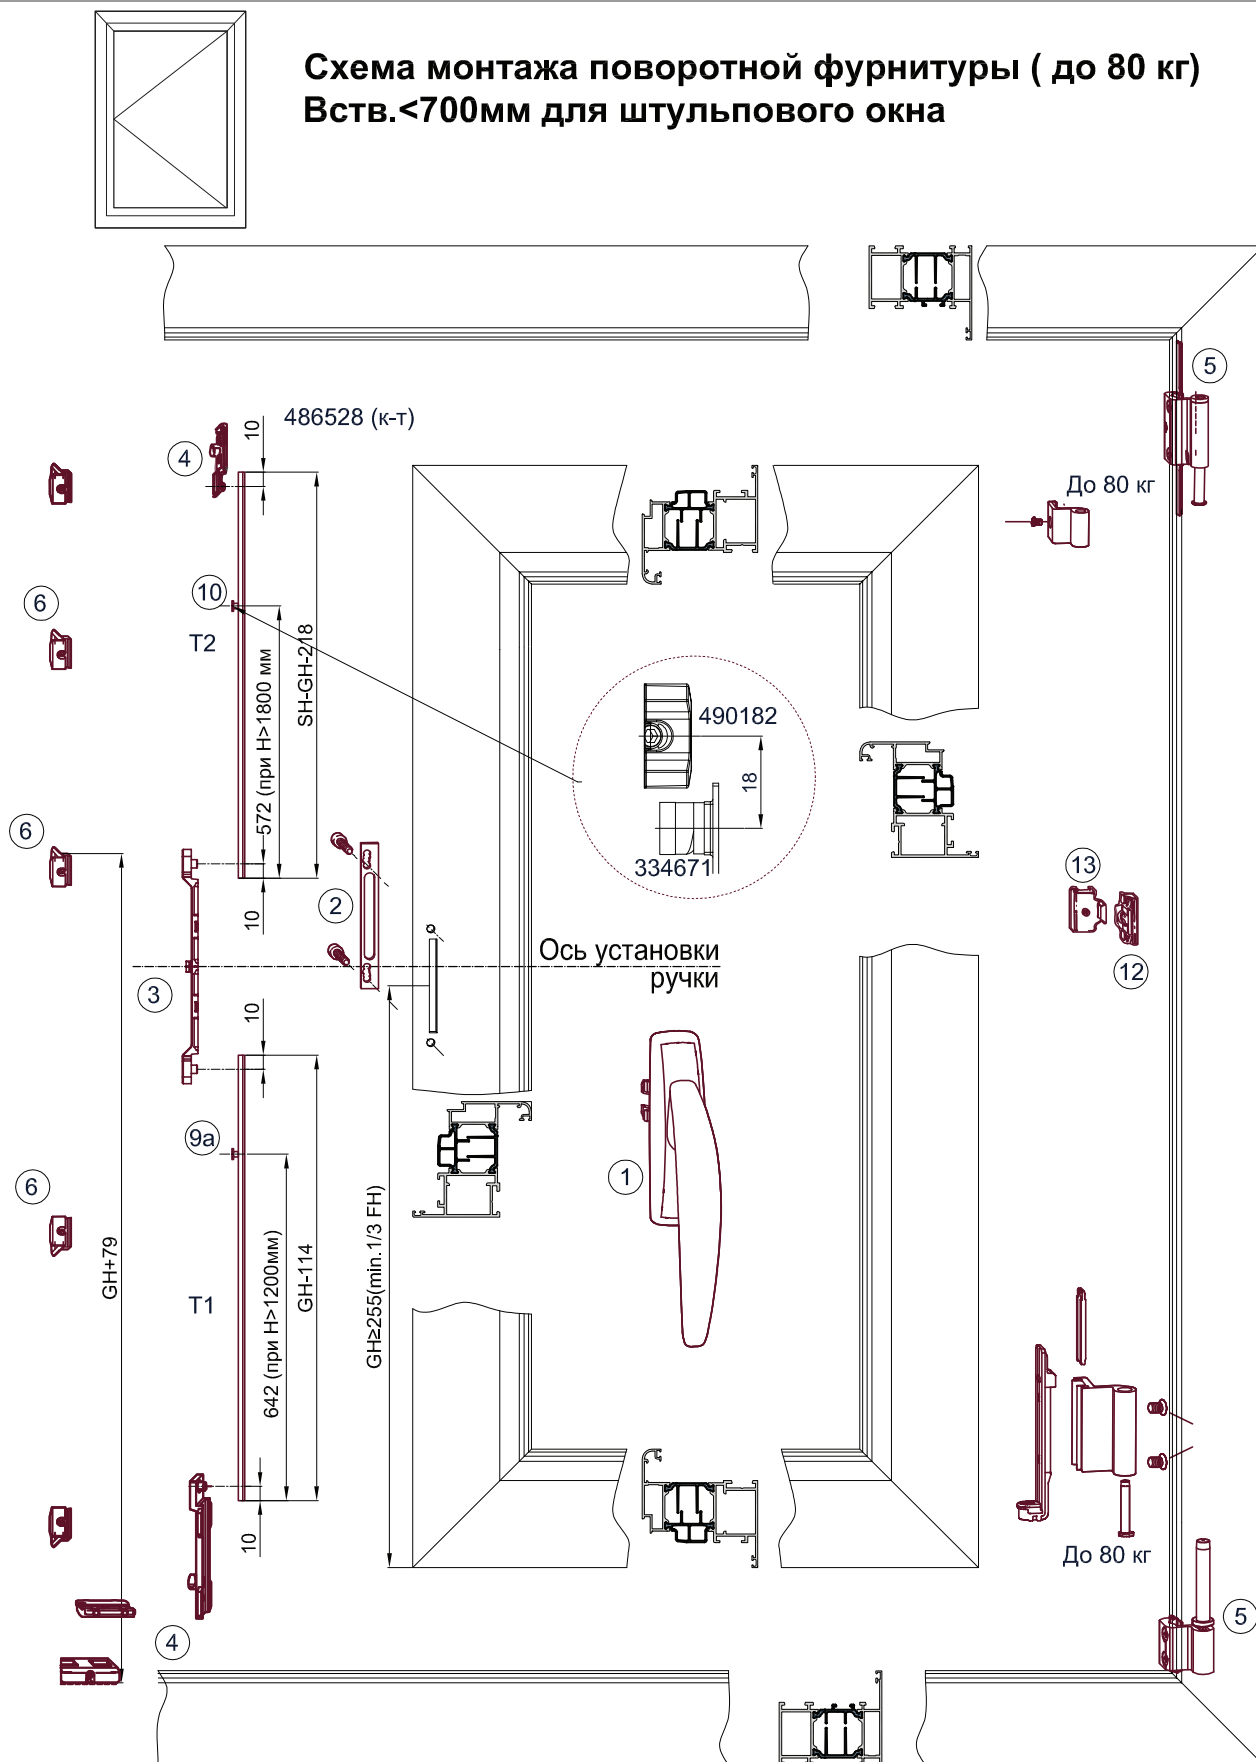 Схема монтажа поворотной фурнитуры ( до 80 кг)
Вств.<700мм для штульпового окна
5
486528 (к-т)
10
4
До 80 кг
10
6
T2
572 (при H>1800 мм
SH-GH-218
490182
18
334671
6
13
2
10
Ось установки
ручки
12
3
10
9а
1
6
GH+79
GH≥255(min.1/3 FH)
GH-114
642 (при H>1200мм)
T1
10
До 80 кг
5
4